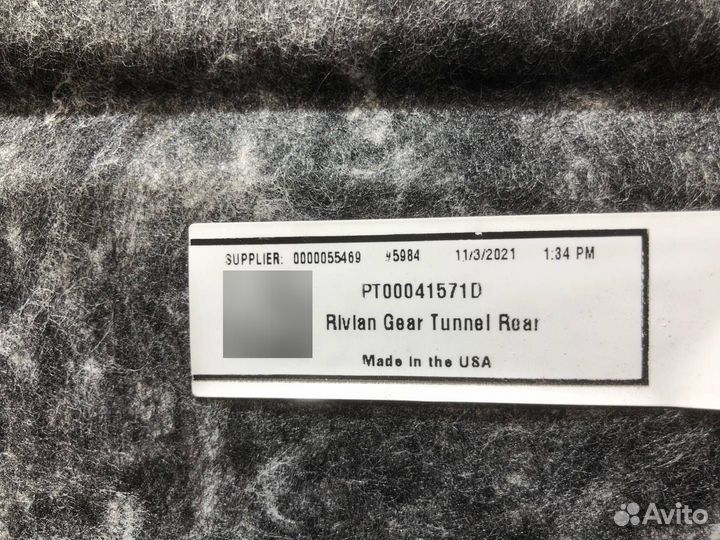 SUPPLIER: 0000055469 #5984 11/3/2021 1:34 PM
PT00041571D
Rivian Gear Tunnel Rear
Made in the USA
Avito